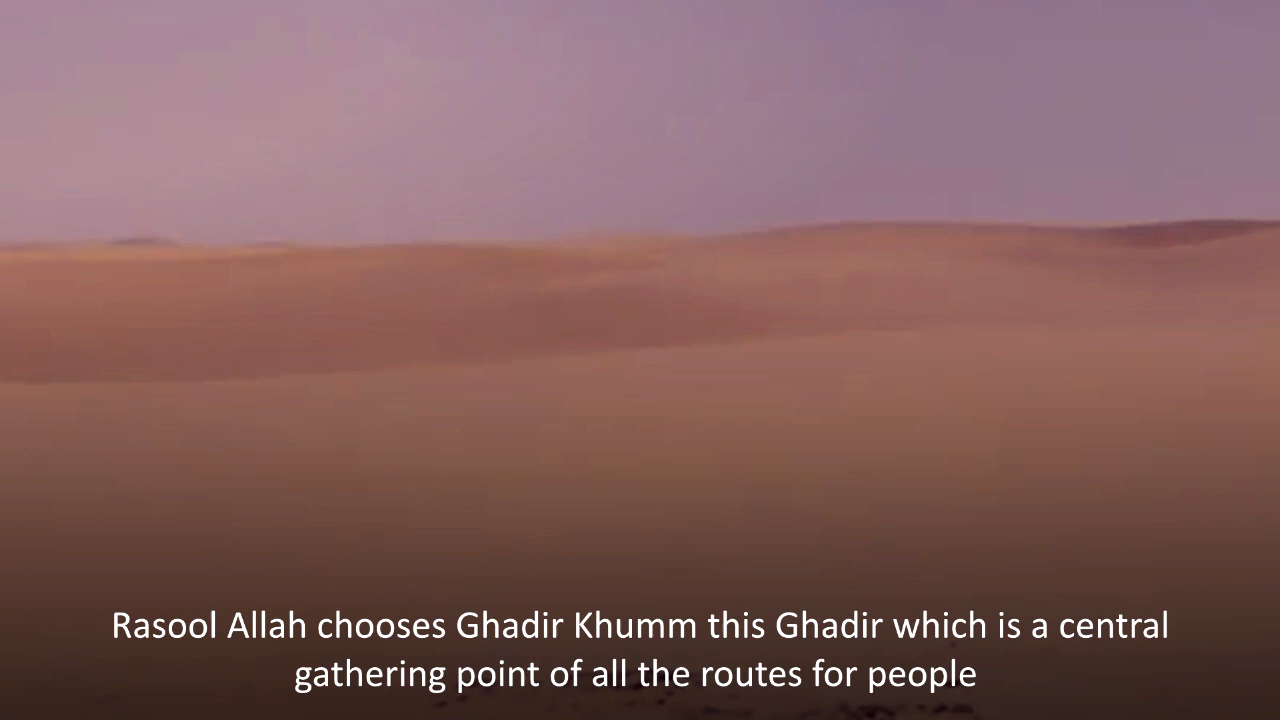 Rasool Allah chooses Ghadir Khumm this Ghadir which is a central
gathering point of all the routes for people